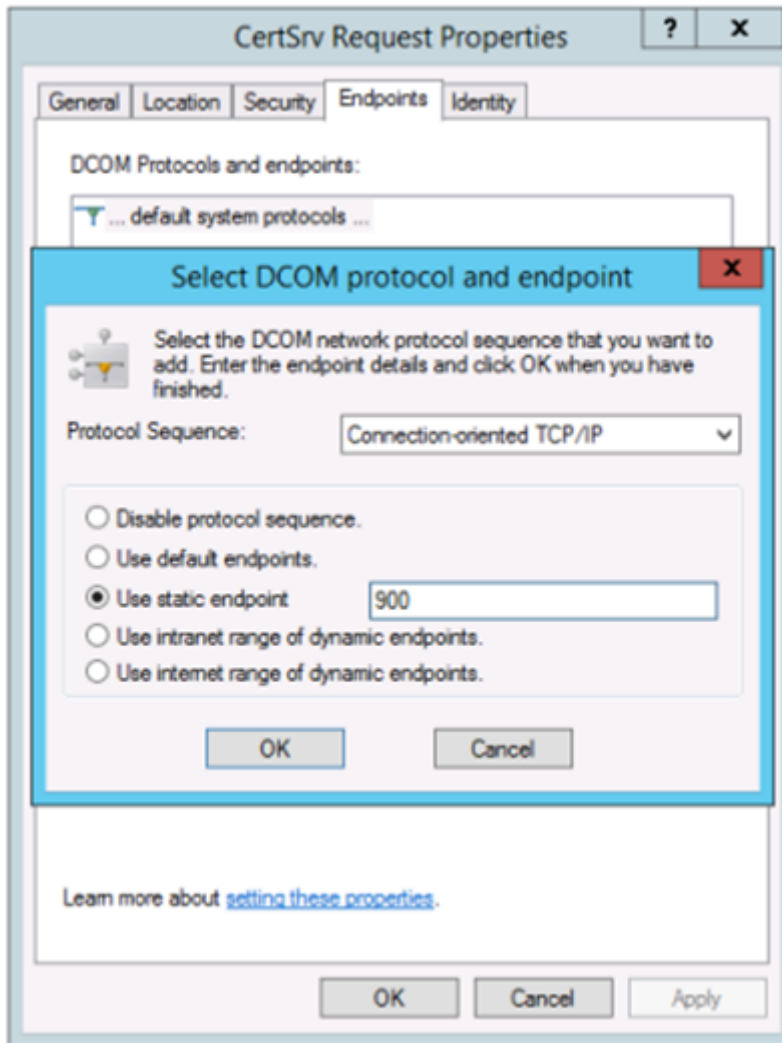 CertSrv Request Properties
?
x
General
Location
Security
Endpoints
Identity
DCOM Protocols and endpoints:
... default system protocols ...
Select DCOM protocol and endpoint
x
Select the DCOM network protocol sequence that you want to
add. Enter the endpoint details and click OK when you have
finished.
Protocol Sequence:
Connection-oriented TCP/IP
Disable protocol sequence.
Use default endpoints.
Use static endpoint
900
Use intranet range of dynamic endpoints.
Use internet range of dynamic endpoints.
OK
Cancel
Learn more about setting these properties.
OK
Cancel
Apply